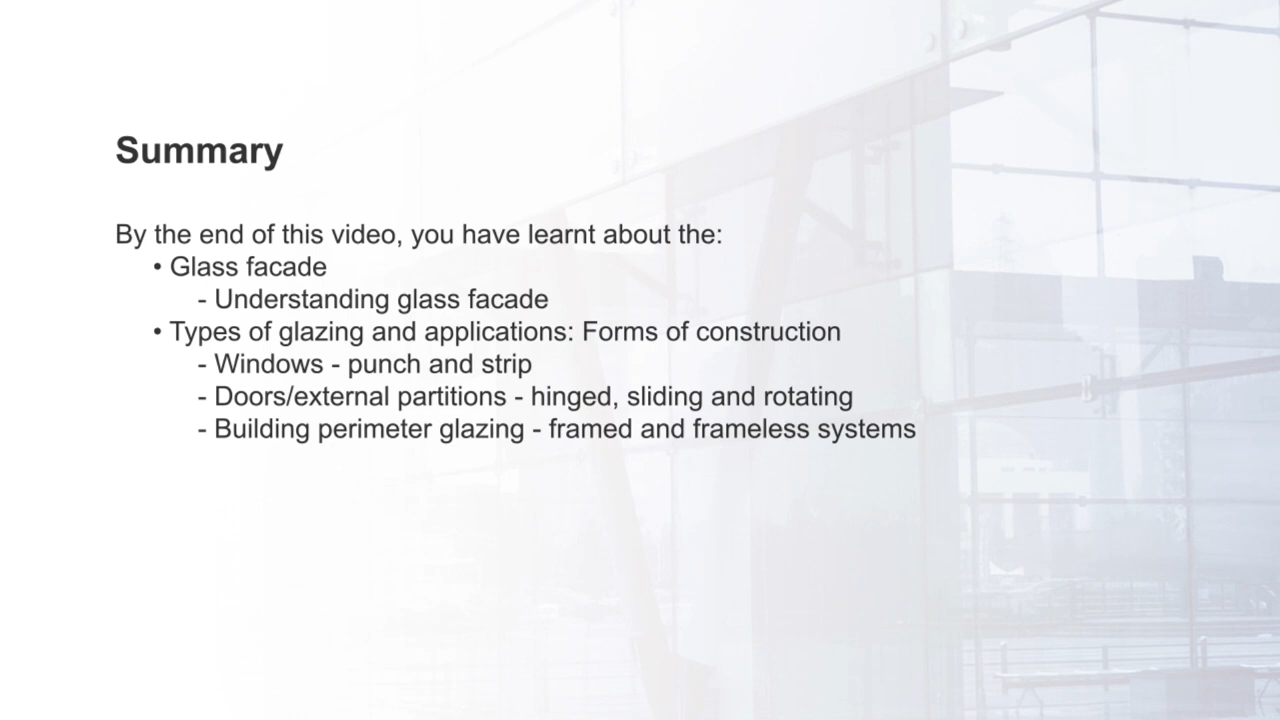 Summary
By the end of this video, you have learnt about the:
• Glass facade
- Understanding glass facade
• Types of glazing and applications: Forms of construction
- Windows - punch and strip
- Doors/external partitions - hinged, sliding and rotating
- Building perimeter glazing - framed and frameless systems